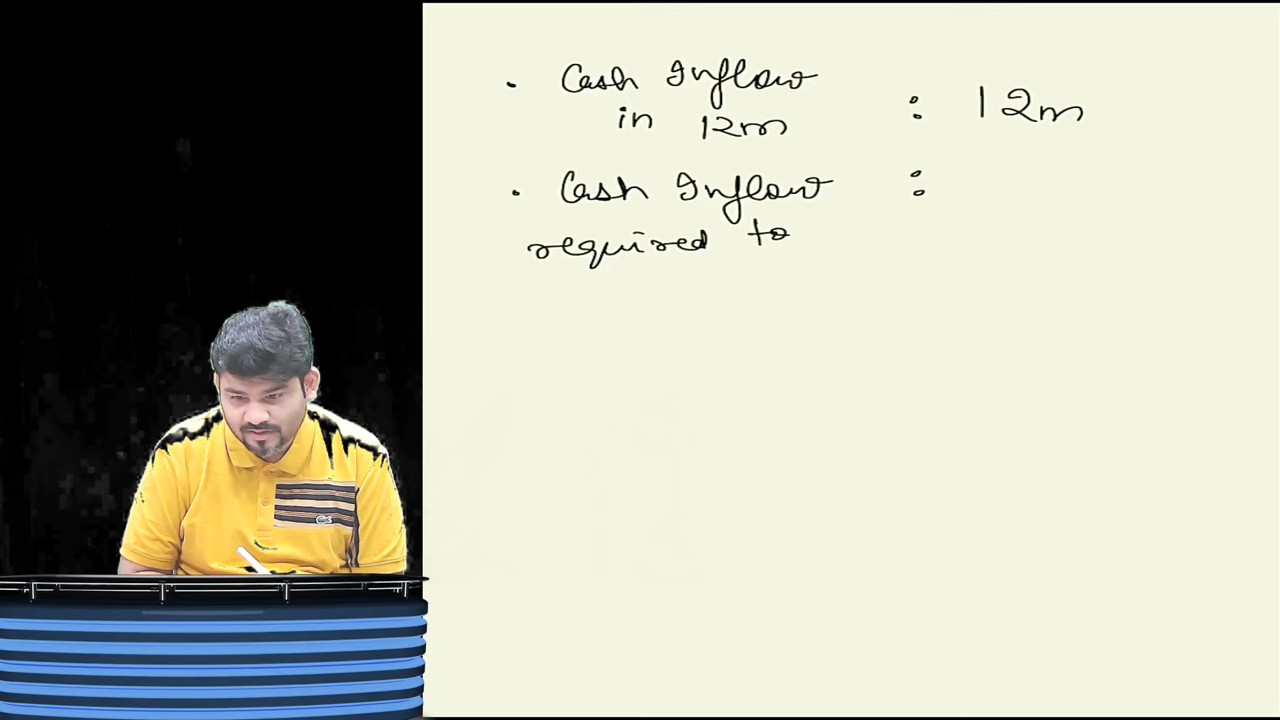 • Cash Inflow
in 12m : 12m
• Cash Inflow :
required to